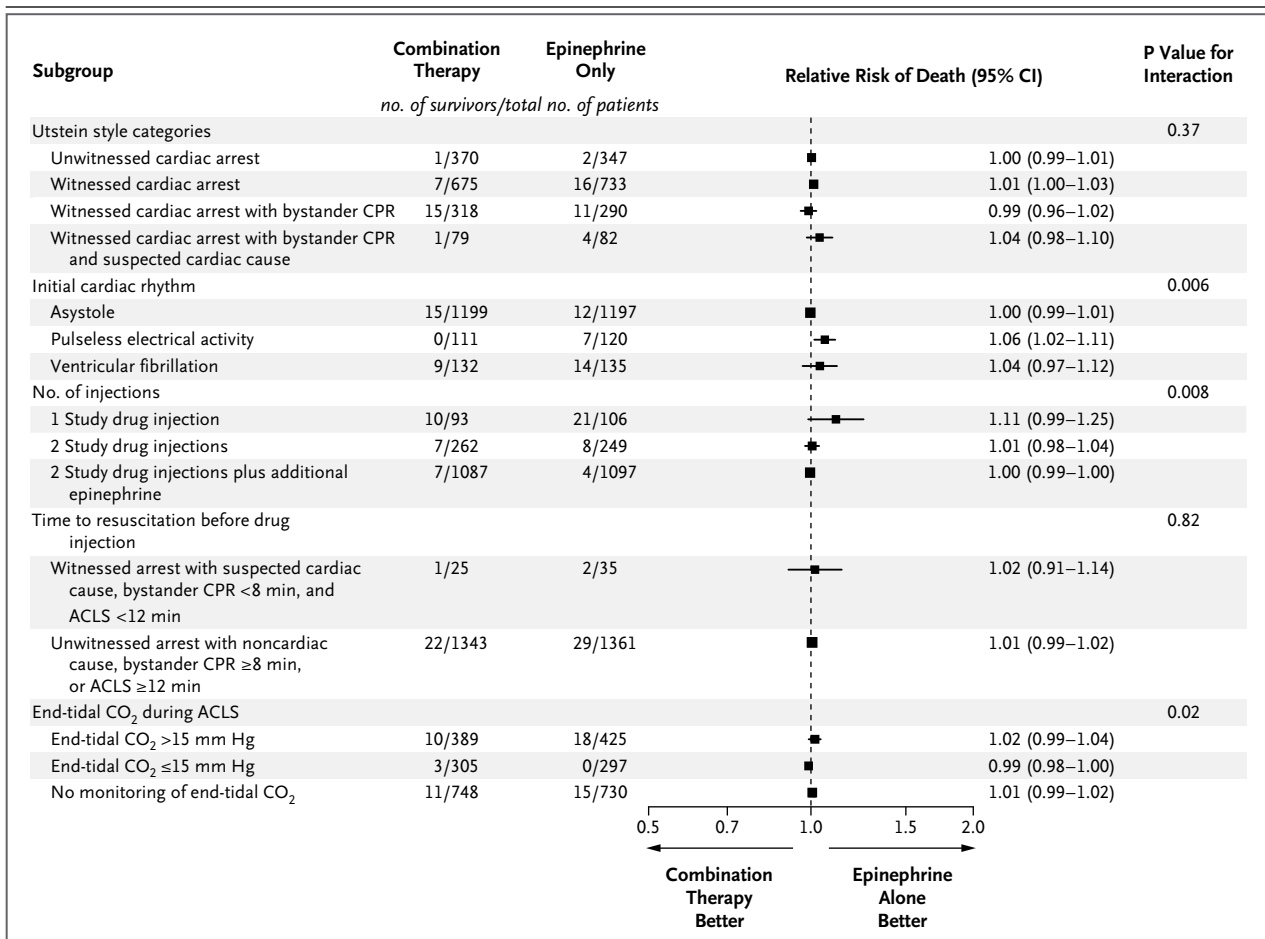 Subgroup Combination Therapy Epinephrine Only Relative Risk of Death (95% CI) P Value for Interaction
no. of survivors/total no. of patients
Utstein style categories 0.37
Unwitnessed cardiac arrest 1/370 2/347 1.00 (0.99–1.01)
Witnessed cardiac arrest 7/675 16/733 1.01 (1.00–1.03)
Witnessed cardiac arrest with bystander CPR 15/318 11/290 0.99 (0.96–1.02)
Witnessed cardiac arrest with bystander CPR 1/79 4/82 1.04 (0.98–1.10)
and suspected cardiac cause
Initial cardiac rhythm 0.006
Asystole 15/1199 12/1197 1.00 (0.99–1.01)
Pulseless electrical activity 0/111 7/120 1.06 (1.02–1.11)
Ventricular fibrillation 9/132 14/135 1.04 (0.97–1.12)
No. of injections 0.008
1 Study drug injection 10/93 21/106 1.11 (0.99–1.25)
2 Study drug injections 7/262 8/249 1.01 (0.98–1.04)
2 Study drug injections plus additional 7/1087 4/1097 1.00 (0.99–1.00)
epinephrine
Time to resuscitation before drug 0.82
injection
Witnessed arrest with suspected cardiac 1/25 2/35 1.02 (0.91–1.14)
cause, bystander CPR <8 min, and
ACLS <12 min
Unwitnessed arrest with noncardiac 22/1343 29/1361 1.01 (0.99–1.02)
cause, bystander CPR ≥8 min,
or ACLS ≥12 min
End-tidal CO2 during ACLS 0.02
End-tidal CO2 >15 mm Hg 10/389 18/425 1.02 (0.99–1.04)
End-tidal CO2 ≤15 mm Hg 3/305 0/297 0.99 (0.98–1.00)
No monitoring of end-tidal CO2 11/748 15/730 1.01 (0.99–1.02)
0.5 0.7 1.0 1.5 2.0
Combination Therapy Better
Epinephrine Alone Better